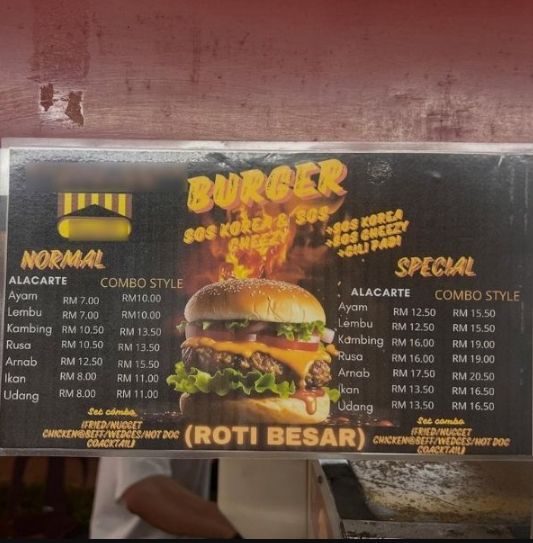 BURGER
SOS KOREA & SOS
CHEEZY
+SOS KOREA
+SOS CHEEZY
+CILI PADI
NORMAL
ALACARTE COMBO STYLE
Ayam RM 7.00 RM10.00
Lembu RM 7.00 RM10.00
Kambing RM 10.50 RM 13.50
Rusa RM 10.50 RM 13.50
Arnab RM 12.50 RM 15.50
Ikan RM 8.00 RM 11.00
Udang RM 8.00 RM 11.00
Set combo
(FRIED/NUGGET
CHICKEN@BEFF/WEDGES/HOT DOG
COACKTAIL)
(ROTI BESAR)
SPECIAL
ALACARTE COMBO STYLE
Ayam RM 12.50 RM 15.50
Lembu RM 12.50 RM 15.50
Kambing RM 16.00 RM 19.00
Rusa RM 16.00 RM 19.00
Arnab RM 17.50 RM 20.50
Ikan RM 13.50 RM 16.50
Udang RM 13.50 RM 16.50
Set combo
(FRIED/NUGGET
CHICKEN@BEFF/WEDGES/HOT DOG
COACKTAIL)